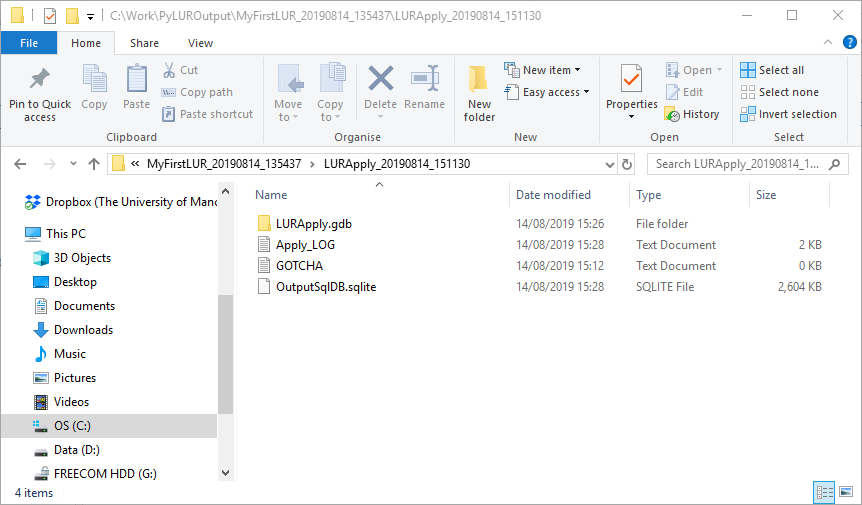 C:\Work\PyLUROutput\MyFirstLUR_20190814_135437\LURApply_20190814_151130
File Home Share View
Pin to Quick access
Copy
Paste
Cut
Copy path
Paste shortcut
Clipboard
Move to
Copy to
Delete
Rename
Organise
New folder
New item
Easy access
New
Properties
Open
Edit
History
Open
Select all
Select none
Invert selection
Select
« MyFirstLUR_20190814_135437 › LURApply_20190814_151130
Search LURApply_20190814_1...
Dropbox (The University of Manc
This PC
3D Objects
Desktop
Documents
Downloads
Music
Pictures
Videos
OS (C:)
Data (D:)
FREECOM HDD (G:)
Name Date modified Type Size
LURApply.gdb 14/08/2019 15:26 File folder
Apply_LOG 14/08/2019 15:28 Text Document 2 KB
GOTCHA 14/08/2019 15:12 Text Document 0 KB
OutputSqlDB.sqlite 14/08/2019 15:28 SQLITE File 2,604 KB
4 items